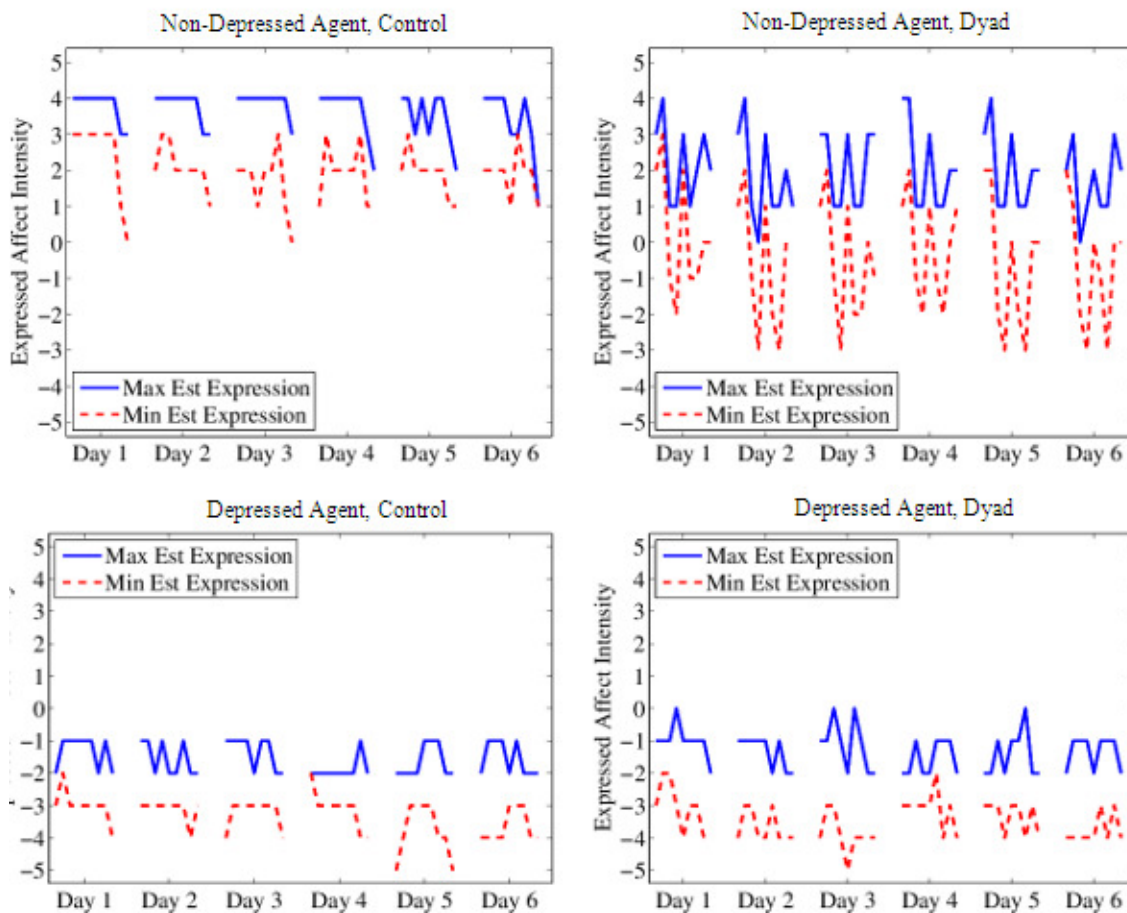 Non-Depressed Agent, Control
5
4
3
2
1
0
−1
−2
−3
−4
−5
Expressed Affect Intensity
Max Est Expression
Min Est Expression
Day 1 Day 2 Day 3 Day 4 Day 5 Day 6
Non-Depressed Agent, Dyad
5
4
3
2
1
0
−1
−2
−3
−4
−5
Expressed Affect Intensity
Max Est Expression
Min Est Expression
Day 1 Day 2 Day 3 Day 4 Day 5 Day 6
Depressed Agent, Control
5
4
3
2
1
0
−1
−2
−3
−4
−5
Max Est Expression
Min Est Expression
Day 1 Day 2 Day 3 Day 4 Day 5 Day 6
Depressed Agent, Dyad
5
4
3
2
1
0
−1
−2
−3
−4
−5
Expressed Affect Intensity
Max Est Expression
Min Est Expression
Day 1 Day 2 Day 3 Day 4 Day 5 Day 6